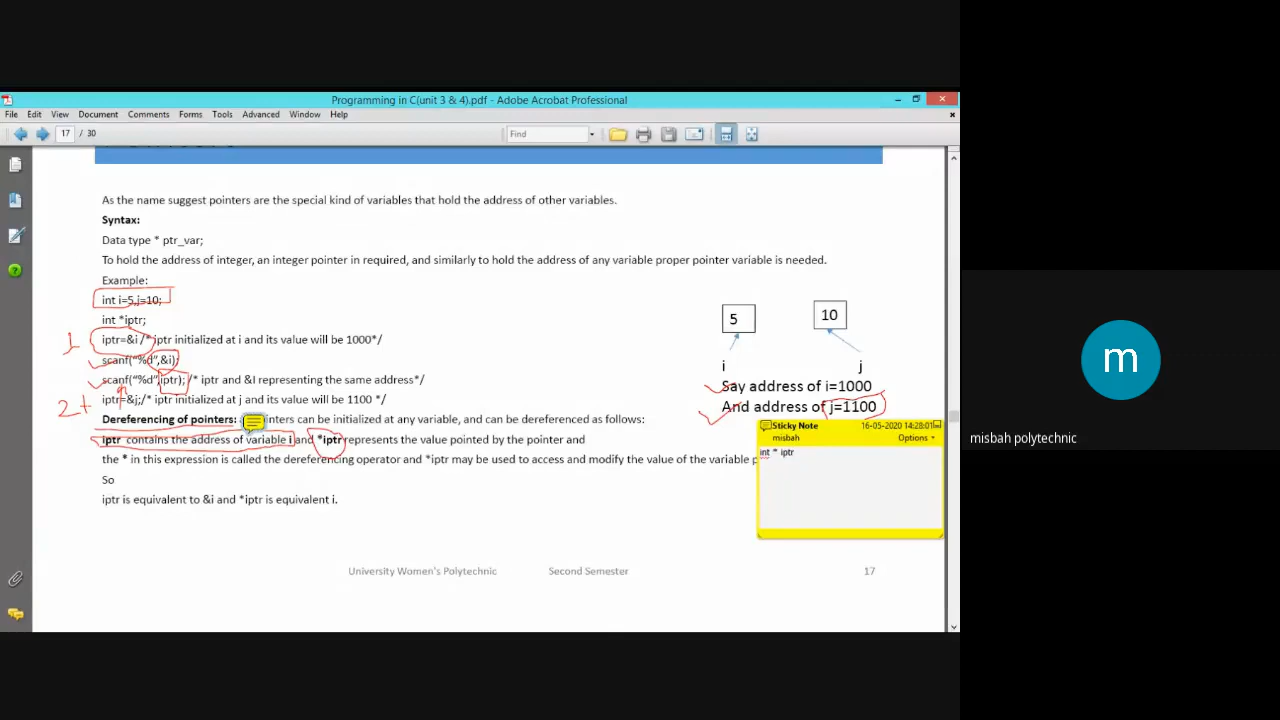 Programming in C(unit 3 & 4).pdf - Adobe Acrobat Professional
File Edit View Document Comments Forms Tools Advanced Window Help
17 / 30 Find
As the name suggest pointers are the special kind of variables that hold the address of other variables.
Syntax:
Data type * ptr_var;
To hold the address of integer, an integer pointer in required, and similarly to hold the address of any variable proper pointer variable is needed.
Example:
int i=5,j=10;
int *iptr;
iptr=&i /* iptr initialized at i and its value will be 1000*/
scanf("%d",&i);
scanf("%d",iptr); /* iptr and &I representing the same address*/
iptr=&j;/* iptr initialized at j and its value will be 1100 */
1
2+
5 10
i j
Say address of i=1000
And address of j=1100
Dereferencing of pointers: inters can be initialized at any variable, and can be dereferenced as follows:
iptr contains the address of variable i and *iptr represents the value pointed by the pointer and
the * in this expression is called the dereferencing operator and *iptr may be used to access and modify the value of the variable p
So
iptr is equivalent to &i and *iptr is equivalent i.
Sticky Note 16-05-2020 14:28:01
misbah Options
int * iptr
University Women's Polytechnic Second Semester 17
m
misbah polytechnic